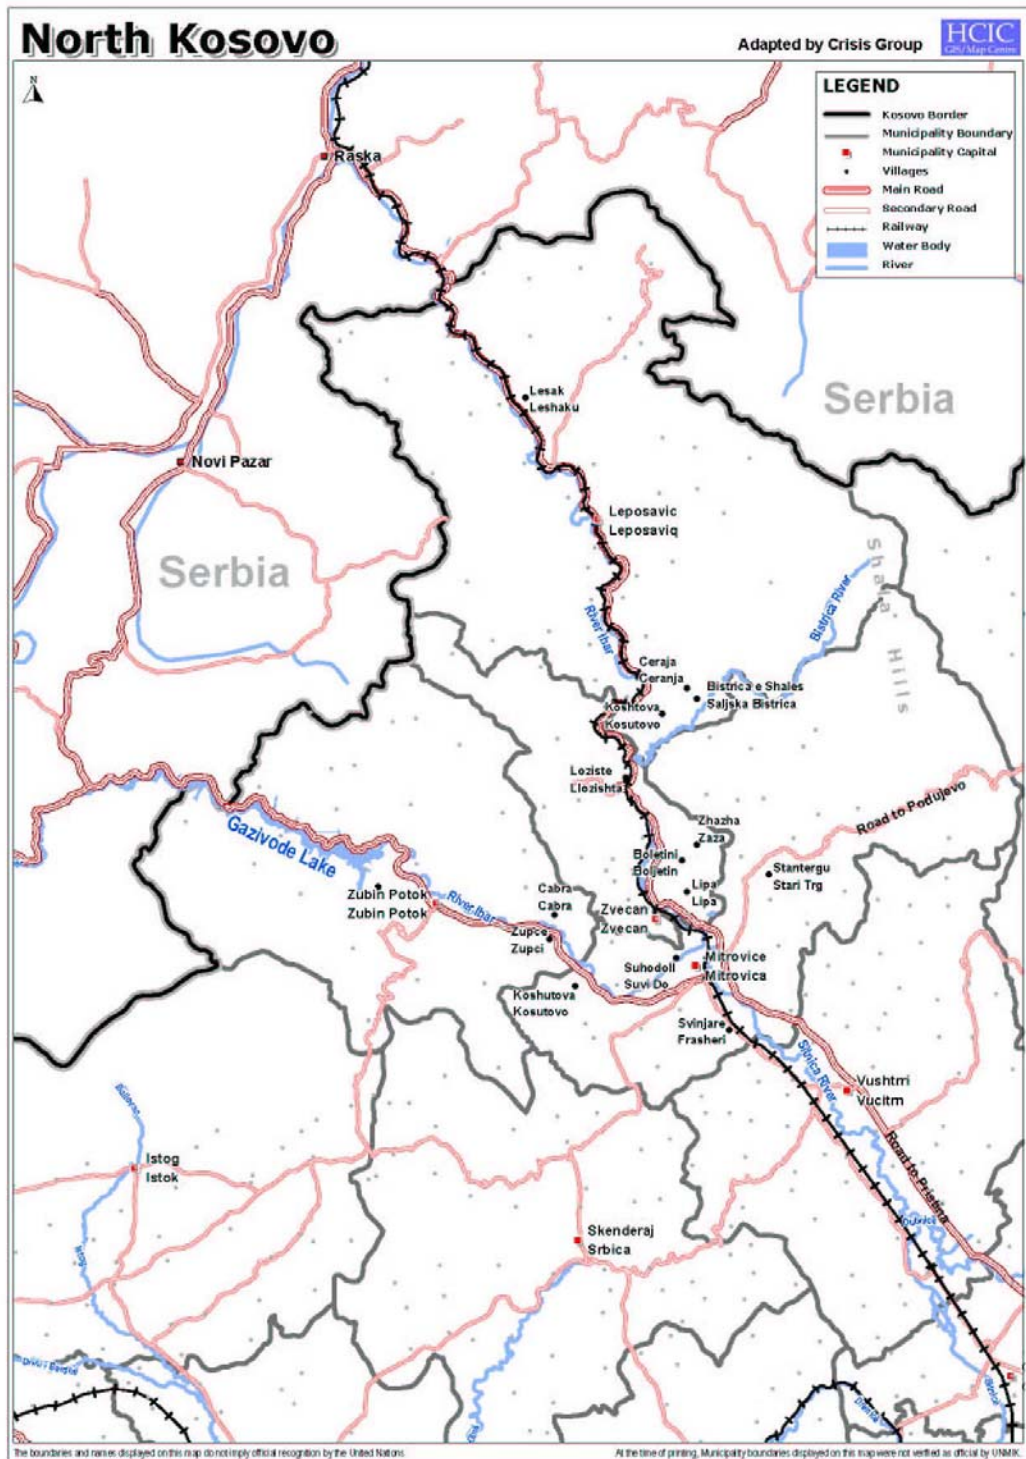 North Kosovo
Adapted by Crisis Group
HCIC
GIS/Map Centre
N
LEGEND
Kosovo Border
Municipality Boundary
Municipality Capital
Villages
Main Road
Secondary Road
Railway
Water Body
River
Raska
Serbia
Lesak
Leshaku
Novi Pazar
Leposavic
Leposaviq
Serbia
Shala
Hills
Bistrica River
River Ibar
Ceraja
Ceranja
Bistrica e Shales
Saljska Bistrica
Koshtova
Kosutovo
Loziste
Llozishta
Road to Podujevo
Zhazha
Zaza
Gazivode Lake
Boletini
Boljetin
Stantergu
Stari Trg
Lipa
Lipa
Zubin Potok
Zubin Potok
River Ibar
Cabra
Cabra
Zvecan
Zvecan
Zupce
Zupci
Mitrovice
Mitrovica
Suhodoll
Suvi Do
Koshutova
Kosutovo
Svinjare
Frasheri
Sitnica River
Vushtrri
Vucitrn
Road to Pristina
Istog
Istok
Istog
Skenderaj
Srbica
The boundaries and names displayed on this map do not imply official recognition by the United Nations
At the time of printing, Municipality boundaries displayed on this map were not verified as official by UNMIK.